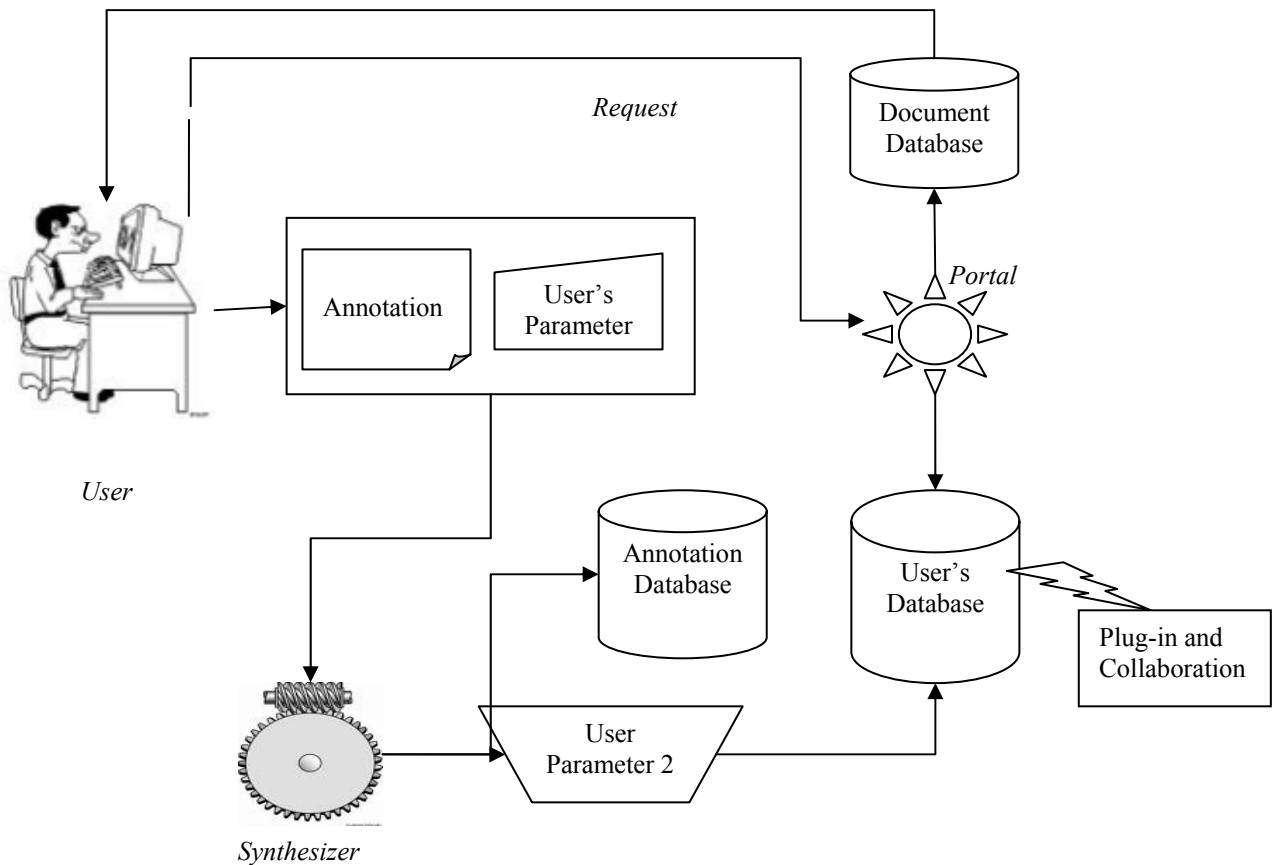 Request
Document
Database
Portal
Annotation
User’s
Parameter
User
Annotation
Database
User’s
Database
Plug-in and
Collaboration
User
Parameter 2
Synthesizer